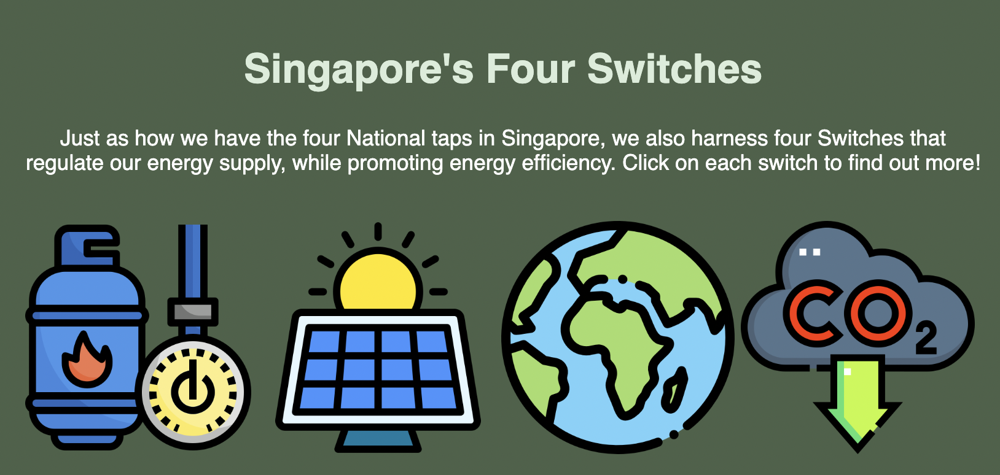 Singapore's Four Switches
Just as how we have the four National taps in Singapore, we also harness four Switches that
regulate our energy supply, while promoting energy efficiency. Click on each switch to find out more!
CO2